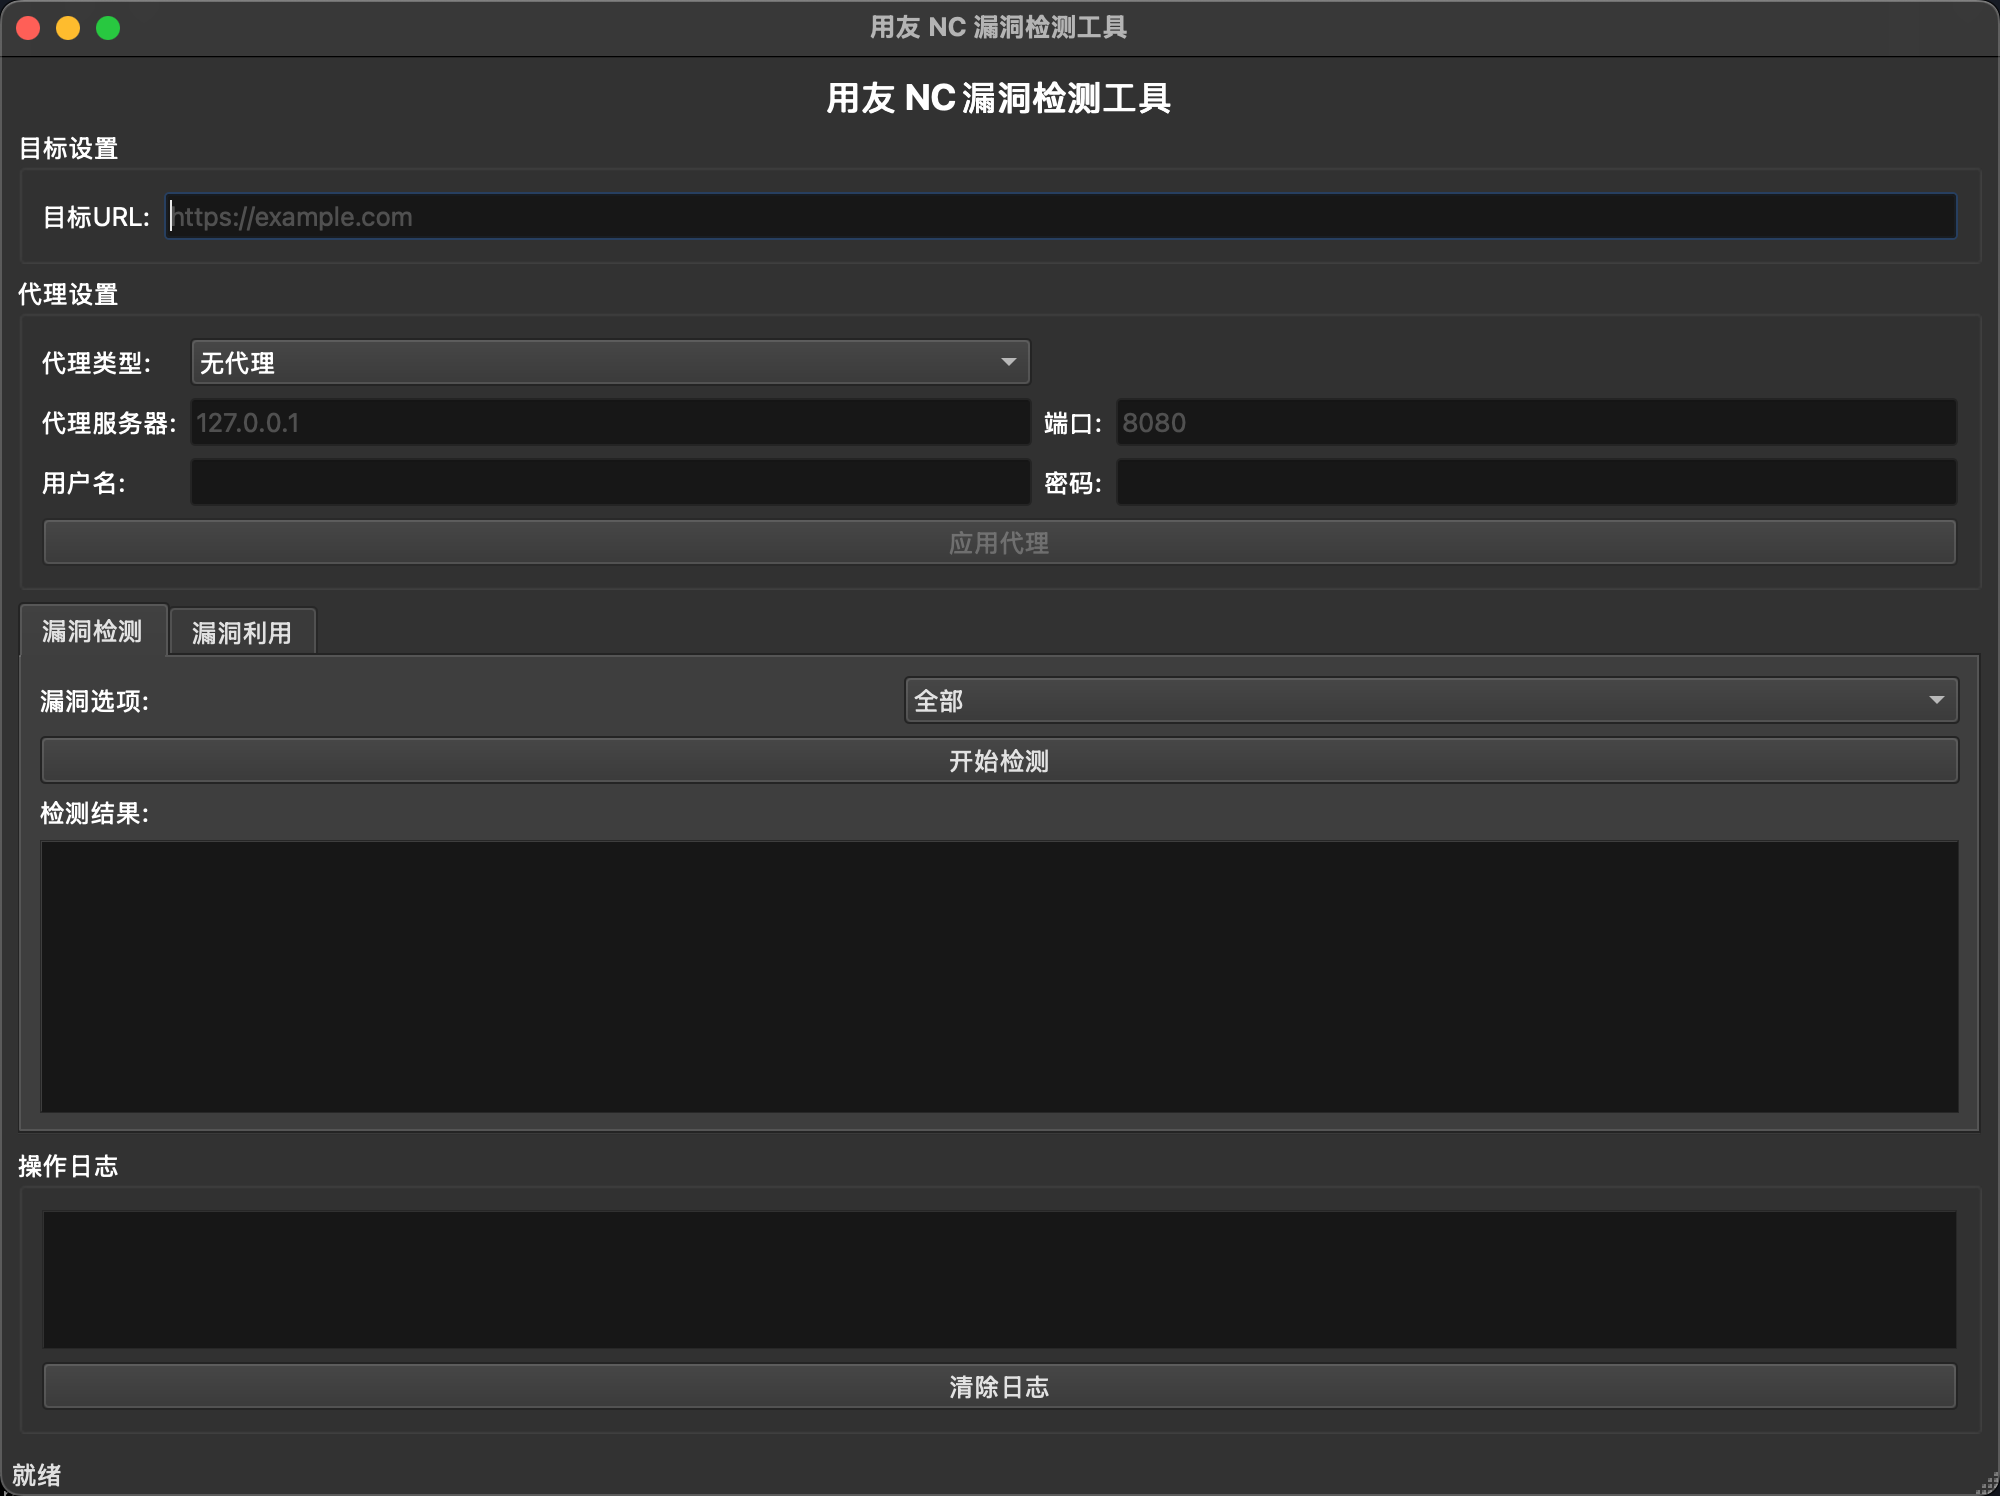 用友 NC 漏洞检测工具
用友 NC 漏洞检测工具
目标设置
目标URL: https://example.com
代理设置
代理类型: 无代理
代理服务器: 127.0.0.1 端口: 8080
用户名: 密码:
应用代理
漏洞检测 漏洞利用
漏洞选项: 全部
开始检测
检测结果:
操作日志
清除日志
就绪